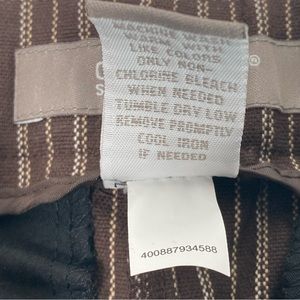 MACHINE WASH
WARM WITH
LIKE COLORS
ONLY NON-
CHLORINE BLEACH
WHEN NEEDED
TUMBLE DRY LOW
REMOVE PROMPTLY
COOL IRON
IF NEEDED
®
400887934588